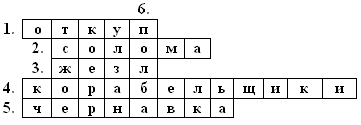 6.
1. откуп
2. солома
3. жезл
4. корабельщики
5. чернавка